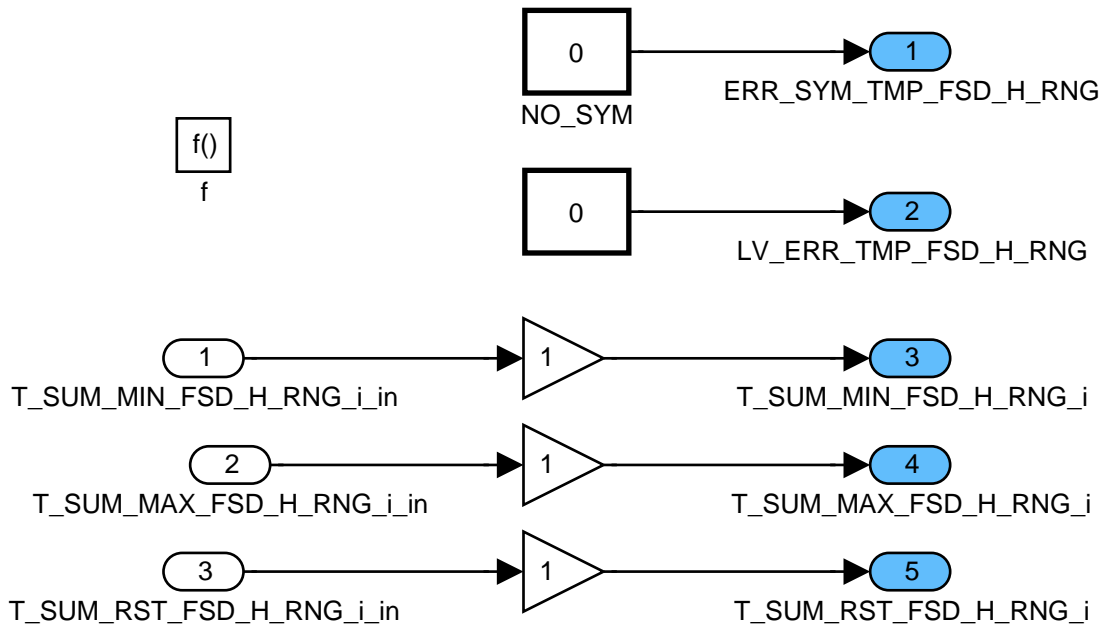 0
NO_SYM
1
ERR_SYM_TMP_FSD_H_RNG
f()
f
0
2
LV_ERR_TMP_FSD_H_RNG
1
T_SUM_MIN_FSD_H_RNG_i_in
1
3
T_SUM_MIN_FSD_H_RNG_i
2
T_SUM_MAX_FSD_H_RNG_i_in
1
4
T_SUM_MAX_FSD_H_RNG_i
3
T_SUM_RST_FSD_H_RNG_i_in
1
5
T_SUM_RST_FSD_H_RNG_i